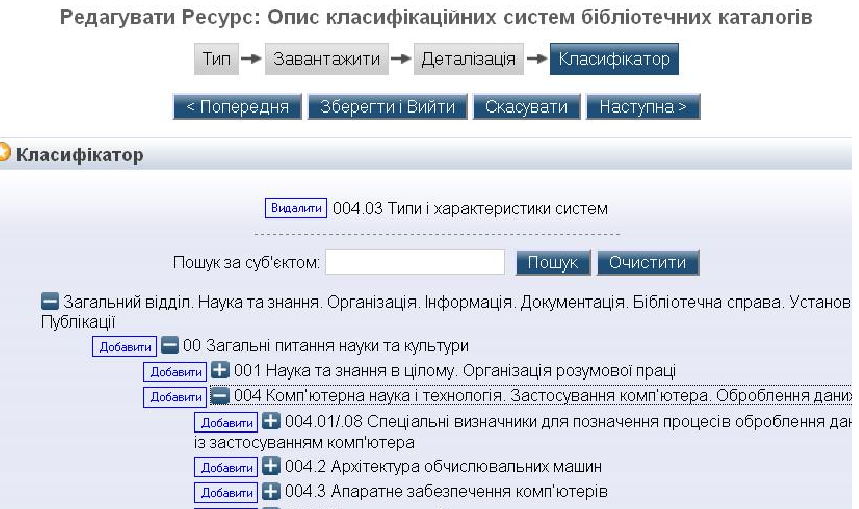 Редагувати Ресурс: Опис класифікаційних систем бібліотечних каталогів
Тип Завантажити Деталізація Класифікатор
< Попередня Зберегти і Вийти Скасувати Наступна >
Класифікатор
Видалити 004.03 Типи і характеристики систем
Пошук за суб'єктом: Пошук Очистити
Загальний відділ. Наука та знання. Організація. Інформація. Документація. Бібліотечна справа. Установ
Публікації
Добавити 00 Загальні питання науки та культури
Добавити 001 Наука та знання в цілому. Організація розумової праці
Добавити 004 Комп'ютерна наука і технологія. Застосування комп'ютера. Оброблення даних
Добавити 004.01/.08 Спеціальні визначники для позначення процесів оброблення дан
із застосуванням комп'ютера
Добавити 004.2 Архітектура обчислювальних машин
Добавити 004.3 Апаратне забезпечення комп'ютерів